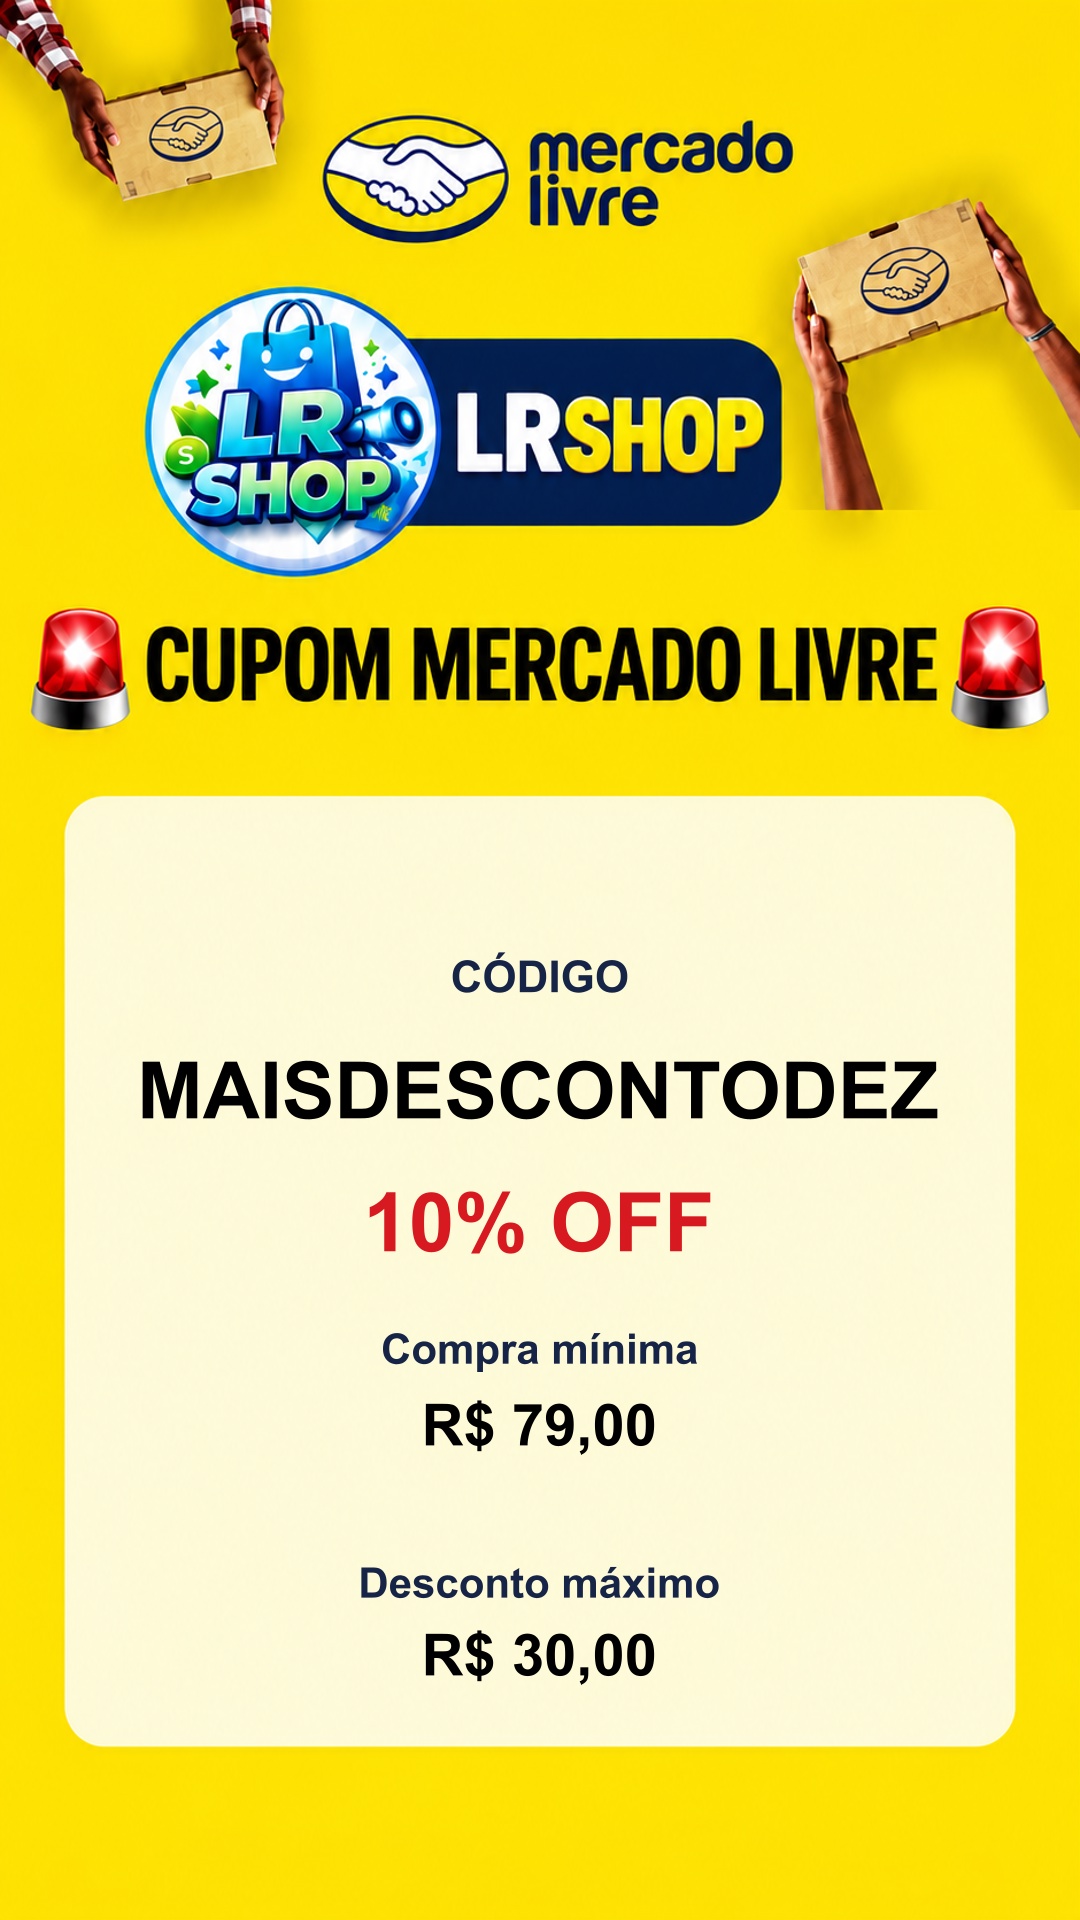 mercado
livre
LR
SHOP
S
LRSHOP
CUPOM MERCADO LIVRE
CÓDIGO
MAISDESCONTODEZ
10% OFF
Compra mínima
R$ 79,00
Desconto máximo
R$ 30,00